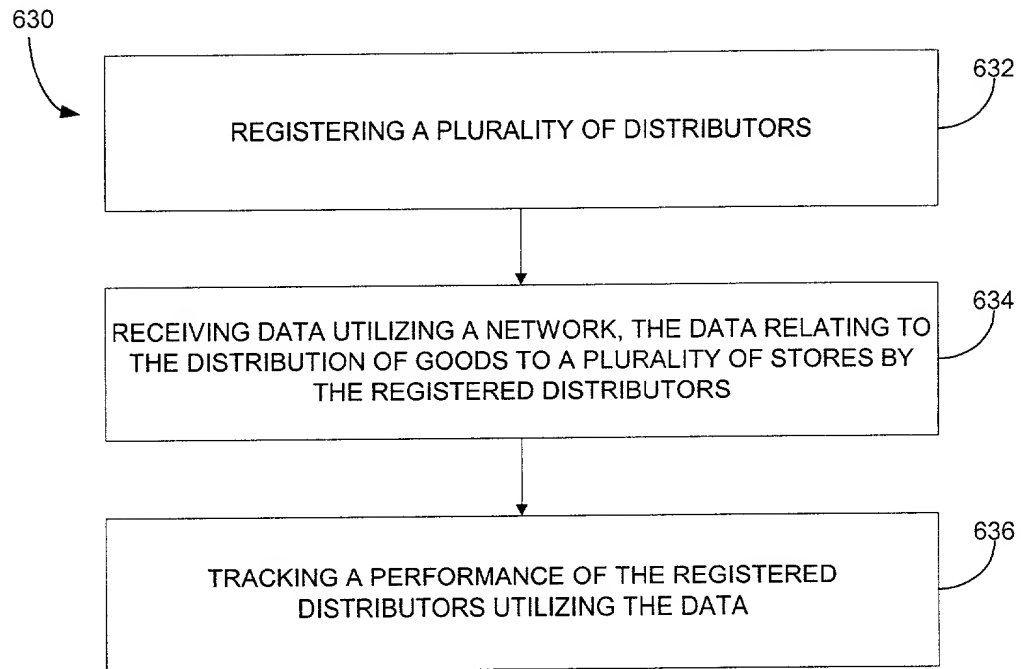 630
632
REGISTERING A PLURALITY OF DISTRIBUTORS
634
RECEIVING DATA UTILIZING A NETWORK, THE DATA RELATING TO
THE DISTRIBUTION OF GOODS TO A PLURALITY OF STORES BY
THE REGISTERED DISTRIBUTORS
636
TRACKING A PERFORMANCE OF THE REGISTERED
DISTRIBUTORS UTILIZING THE DATA